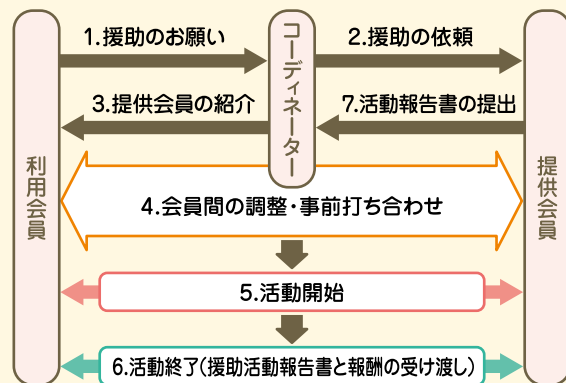 1.援助のお願い
2.援助の依頼
コーディネーター
3.提供会員の紹介
7.活動報告書の提出
利用会員
提供会員
4.会員間の調整・事前打ち合わせ
5.活動開始
6.活動終了(援助活動報告書と報酬の受け渡し)